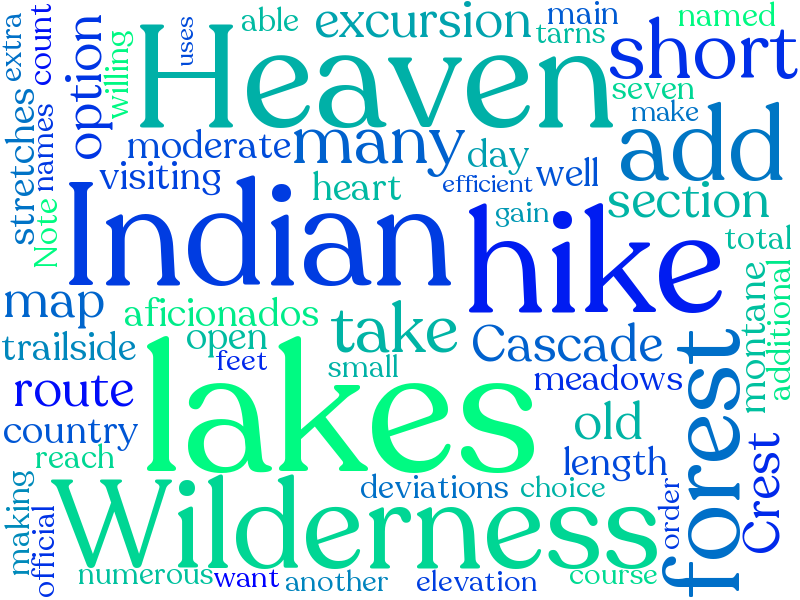 able
excursion
main
named
tarns
uses
extra
count
willing
option
Heaven
short
seven
make
stretches
names
moderate
many
day
add
visiting
heart
efficient
well
Note
Indian
gain
section
hike
total
map
aficionados
take
Cascade
montane
additional
trailside
open
feet
small
meadows
forest
route
lakes
country
old
length
reach
Crest
making
official
Wilderness
deviations
choice
order
numerous
want
another
elevation
course